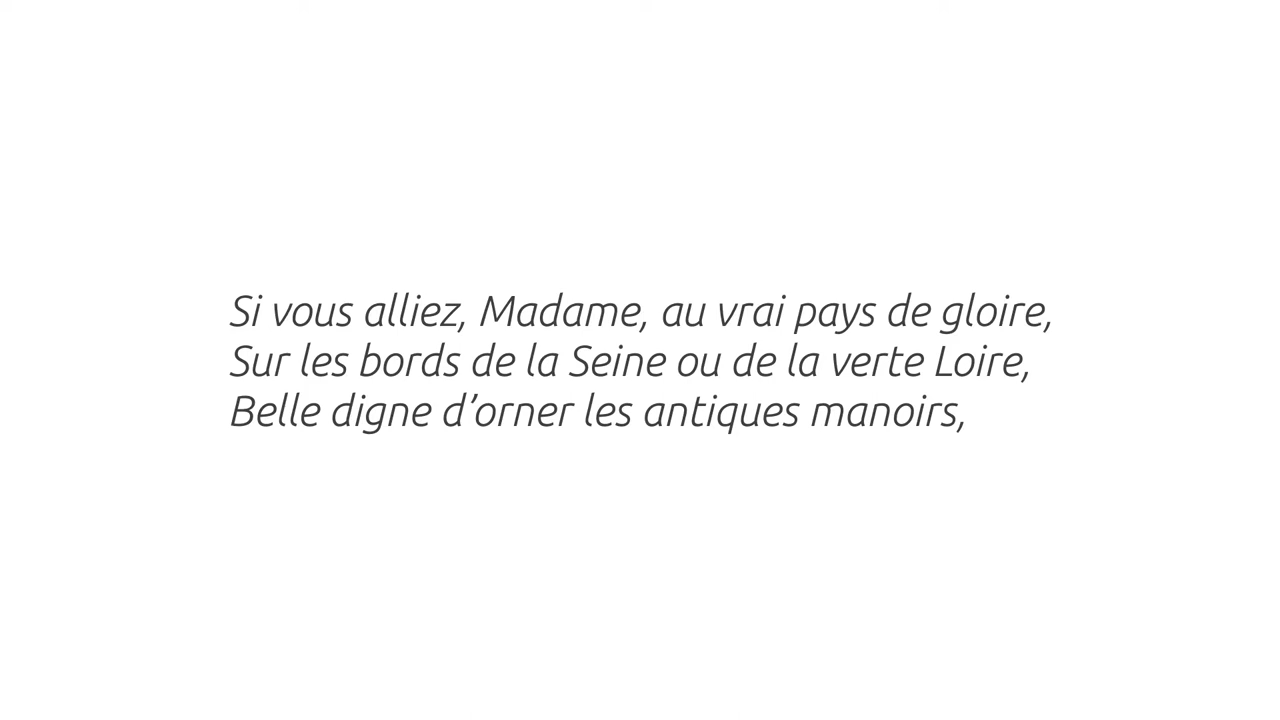 Si vous alliez, Madame, au vrai pays de gloire,
Sur les bords de la Seine ou de la verte Loire,
Belle digne d’orner les antiques manoirs,